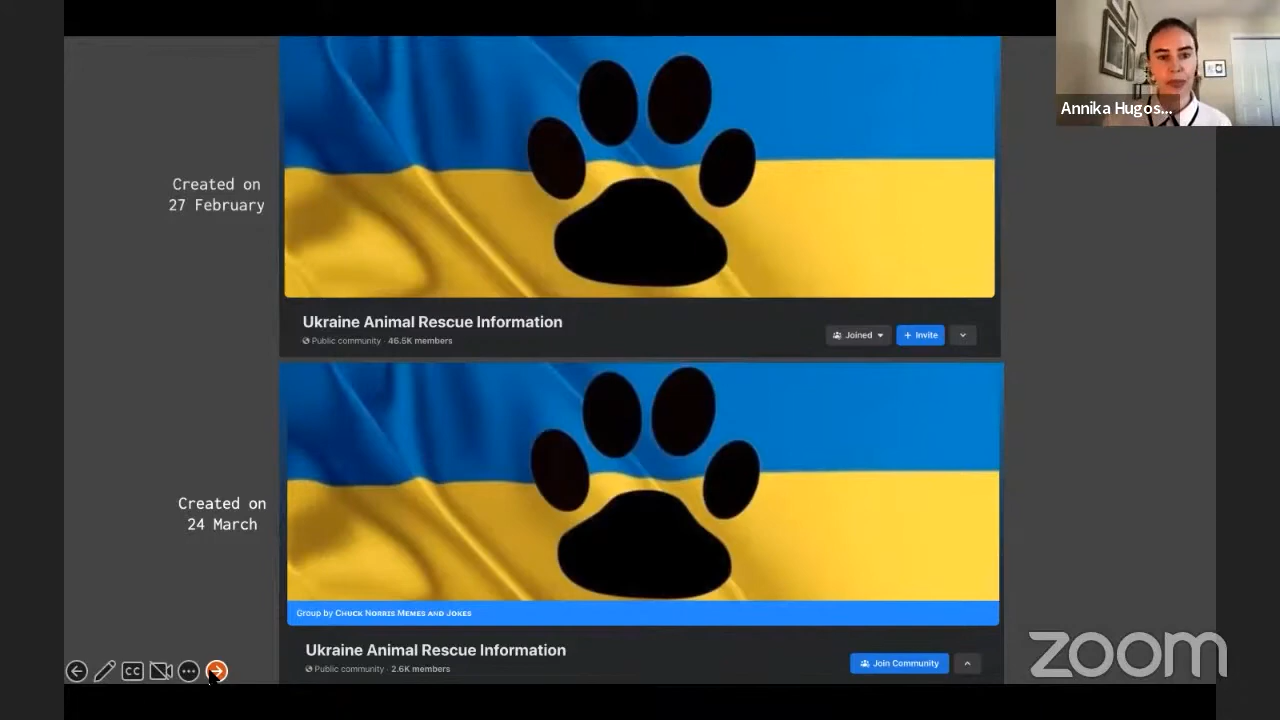 Annika Hugos...
Created on
27 February
Ukraine Animal Rescue Information
Public community · 46.5K members
Joined
+ Invite
Created on
24 March
Group by CHUCK NORRIS MEMES AND JOKES
Ukraine Animal Rescue Information
Public community · 2.6K members
Join Community
CC
zoom